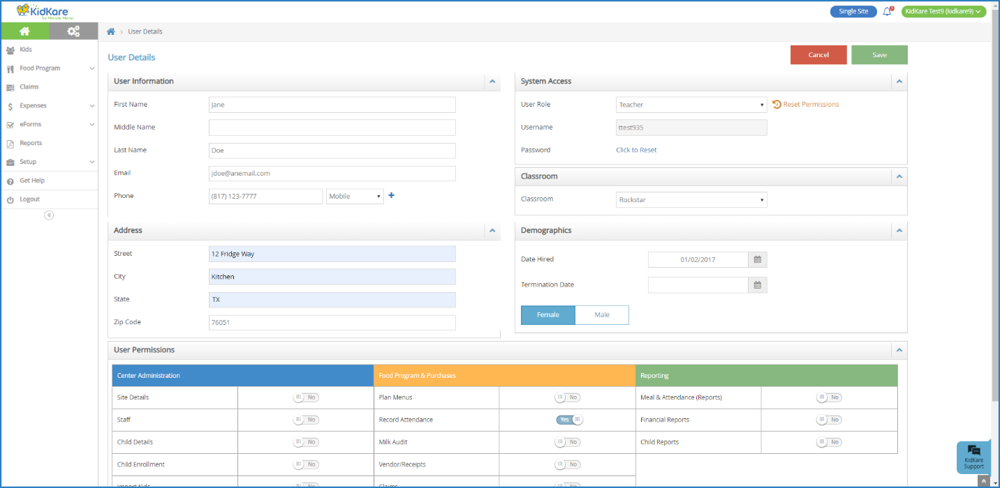 KidKare
by Minute Menu
Single Site
3
KidKare Test9 (kidkare9)
User Details
Kids
Food Program
Claims
Expenses
eForms
Reports
Setup
Get Help
Logout
User Details
Cancel
Save
User Information
First Name
Jane
Middle Name
Last Name
Doe
Email
jdoe@anemail.com
Phone
(817) 123-7777
Mobile
System Access
User Role
Teacher
Reset Permissions
Username
ttest935
Password
Click to Reset
Classroom
Classroom
Rockstar
Address
Street
12 Fridge Way
City
Kitchen
State
TX
Zip Code
76051
Demographics
Date Hired
01/02/2017
Termination Date
Female
Male
User Permissions
Center Administration
Food Program & Purchases
Reporting
Site Details
No
Plan Menus
No
Meal & Attendance (Reports)
No
Staff
No
Record Attendance
Yes
Financial Reports
No
Child Details
No
Milk Audit
No
Child Reports
No
Child Enrollment
No
Vendor/Receipts
No
Import Kids
No
Claims
No
KidKare
Support